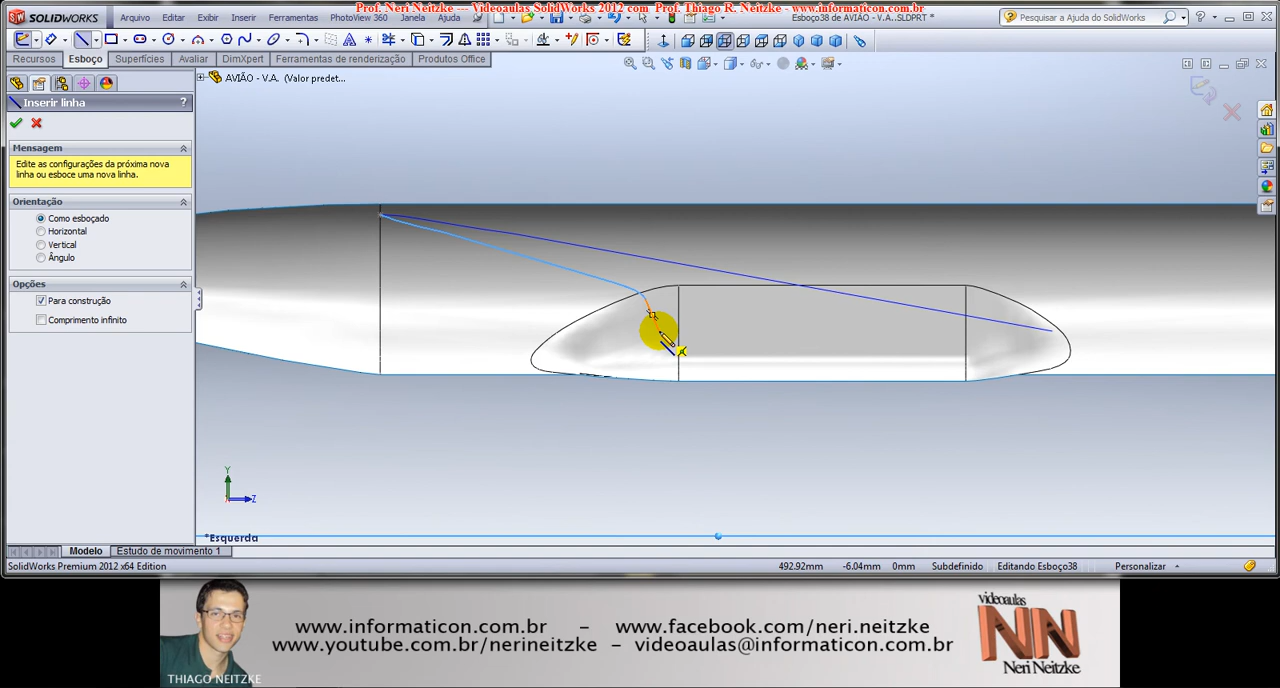 Prof. Neri Neitzke --- Videoaulas SolidWorks 2012 com Prof. Thiago R. Neitzke - www.informaticon.com.br
SOLIDWORKS
Arquivo Editar Exibir Inserir Ferramentas PhotoView 360 Janela Ajuda
Esboço38 de AVIÃO - V.A..SLDPRT *
Pesquisar a Ajuda do SolidWorks
Recursos Esboço Superfícies Avaliar DimXpert Ferramentas de renderização Produtos Office
AVIÃO - V.A. (Valor predet...
Inserir linha ?
Mensagem
Edite as configurações da próxima nova
linha ou esboce uma nova linha.
Orientação
Como esboçado
Horizontal
Vertical
Ângulo
Opções
Para construção
Comprimento infinito
Y
Z
*Esquerda
Modelo Estudo de movimento 1
SolidWorks Premium 2012 x64 Edition 492.92mm -6.04mm 0mm Subdefinido Editando Esboço38 Personalizar
www.informaticon.com.br - www.facebook.com/neri.neitzke
www.youtube.com.br/nerineitzke - videoaulas@informaticon.com.br
THIAGO NEITZKE
videoaulas
NN
Neri Neitzke